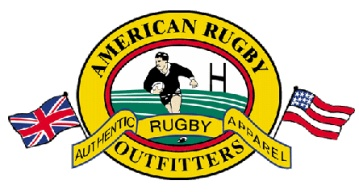 AMERICAN RUGBY
AUTHENTIC RUGBY APPAREL
OUTFITTERS